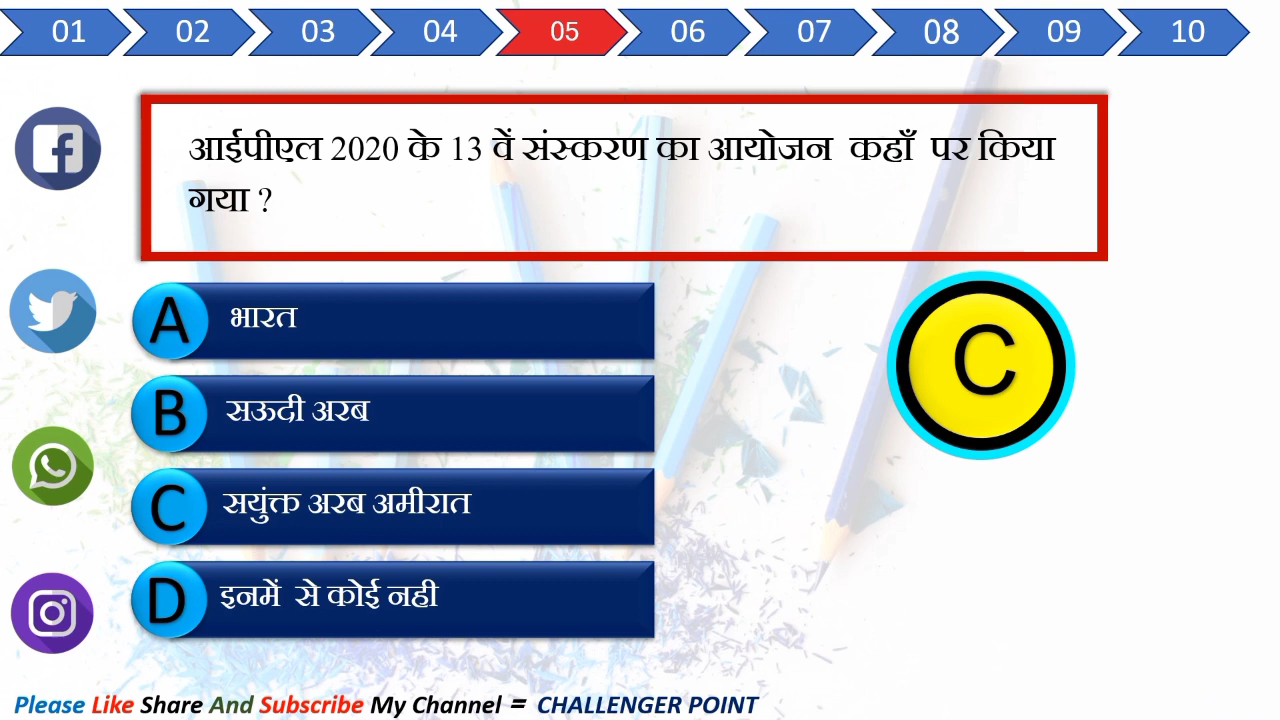 01 02 03 04 05 06 07 08 09 10
आईपीएल 2020 के 13 वें संस्करण का आयोजन कहाँ पर किया
गया ?
A भारत
B सऊदी अरब
C सयुंक्त अरब अमीरात
D इनमें से कोई नही
C
Please Like Share And Subscribe My Channel = CHALLENGER POINT